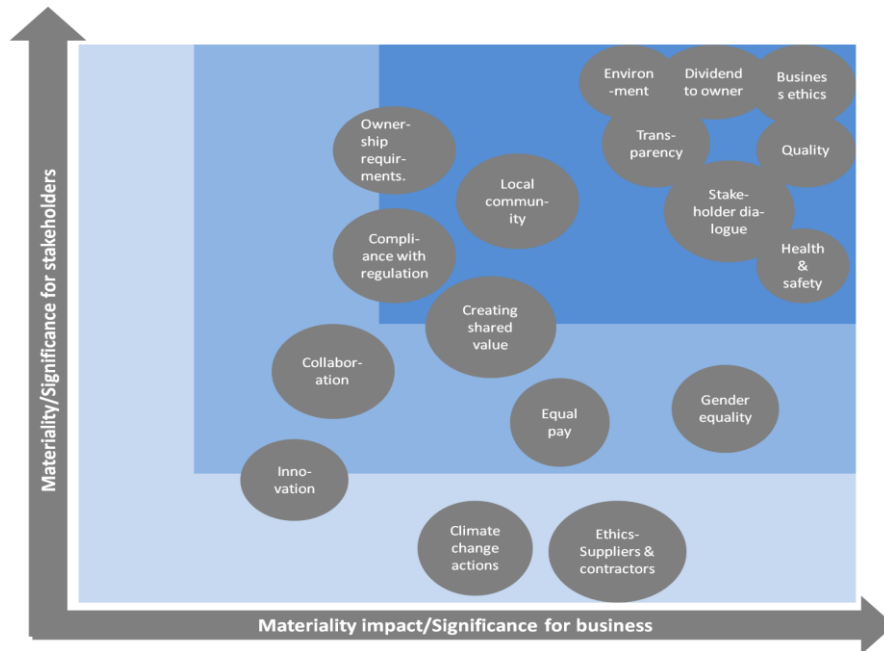 Materiality/Significance for stakeholders
Environ
-ment
Dividend
to owner
Busines
s ethics
Owner-
ship
requir-
ments.
Trans-
parency
Quality
Local
commun-
ity
Stake-
holder dia-
logue
Compli-
ance with
regulation
Health
&
safety
Creating
shared
value
Collabor-
ation
Equal
pay
Gender
equality
Inno-
vation
Climate
change
actions
Ethics-
Suppliers &
contractors
Materiality impact/Significance for business